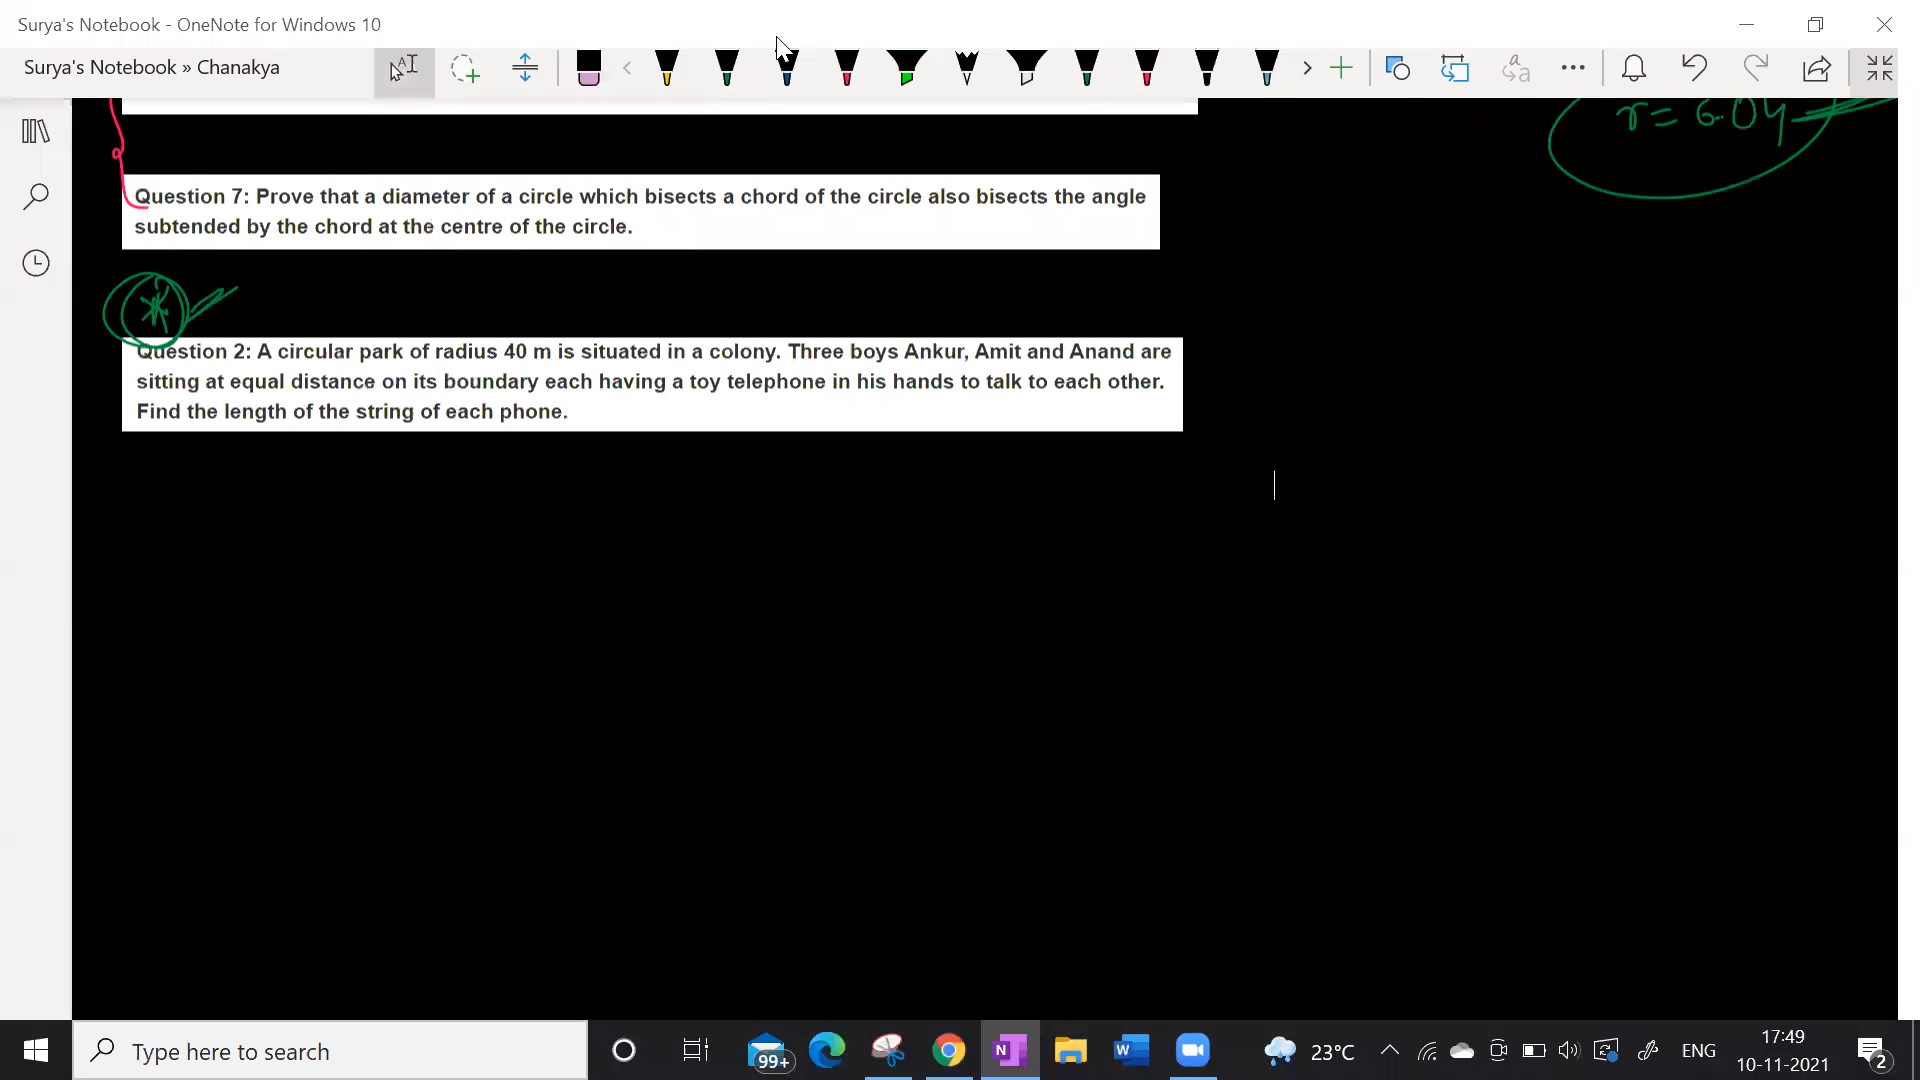 Surya's Notebook - OneNote for Windows 10
Surya's Notebook » Chanakya
r = 6.04
Question 7: Prove that a diameter of a circle which bisects a chord of the circle also bisects the angle
subtended by the chord at the centre of the circle.
Question 2: A circular park of radius 40 m is situated in a colony. Three boys Ankur, Amit and Anand are
sitting at equal distance on its boundary each having a toy telephone in his hands to talk to each other.
Find the length of the string of each phone.
Type here to search
99+
23°C
ENG
17:49
10-11-2021
2